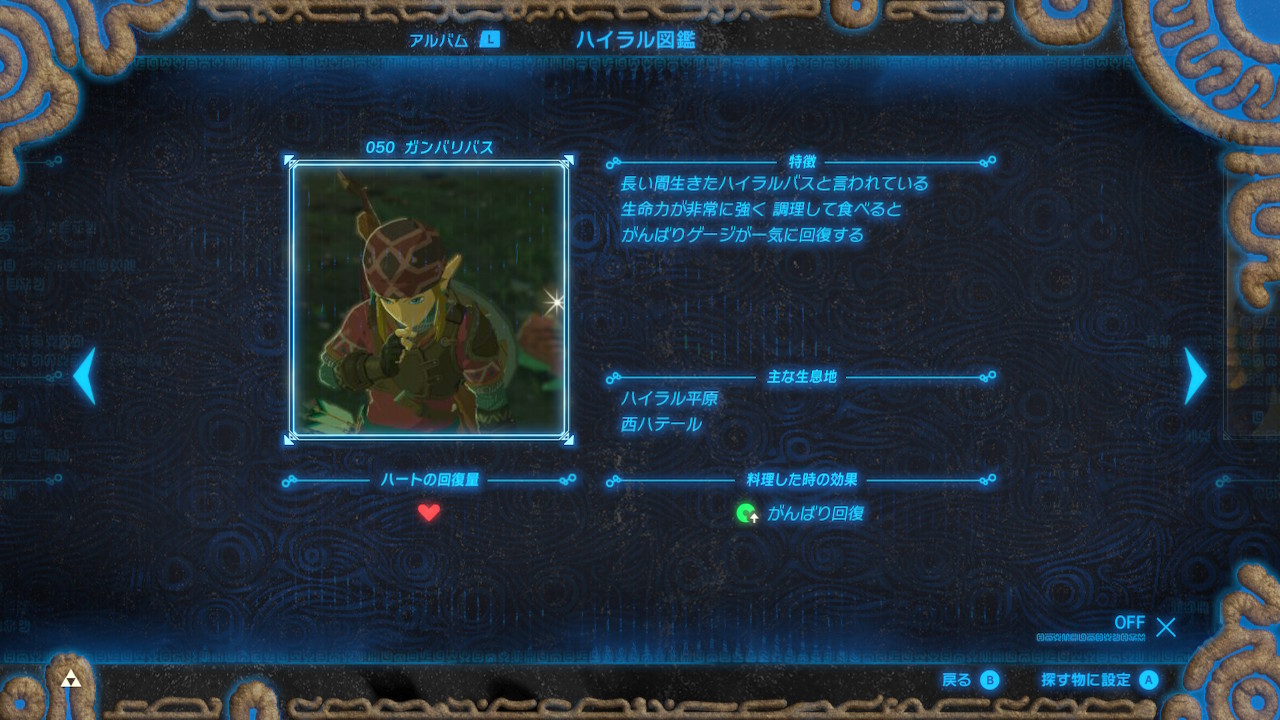 アルバム L
ハイラル図鑑
050 ガンバリバス
特徴
長い間生きたハイラルバスと言われている
生命力が非常に強く 調理して食べると
がんばりゲージが一気に回復する
主な生息地
ハイラル平原
西ハテール
ハートの回復量
料理した時の効果
がんばり回復
OFF
戻る B
探す物に設定 A